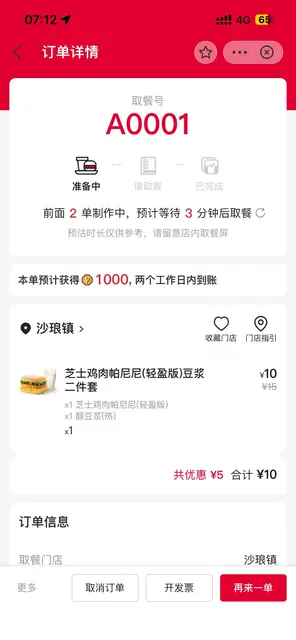 07:12
4G 65
订单详情
取餐号
A0001
准备中
请取餐
已完成
前面 2 单制作中，预计等待 3 分钟后取餐
预估时长仅供参考，请留意店内取餐屏
本单预计获得 1000，两个工作日内到账
沙琅镇
收藏门店
门店指引
芝士鸡肉帕尼尼(轻盈版)豆浆二件套
¥10
¥15
x1 芝士鸡肉帕尼尼(轻盈版)
x1 醇豆浆(热)
x1
共优惠 ¥5 合计 ¥10
订单信息
取餐门店 沙琅镇
更多 取消订单 开发票 再来一单